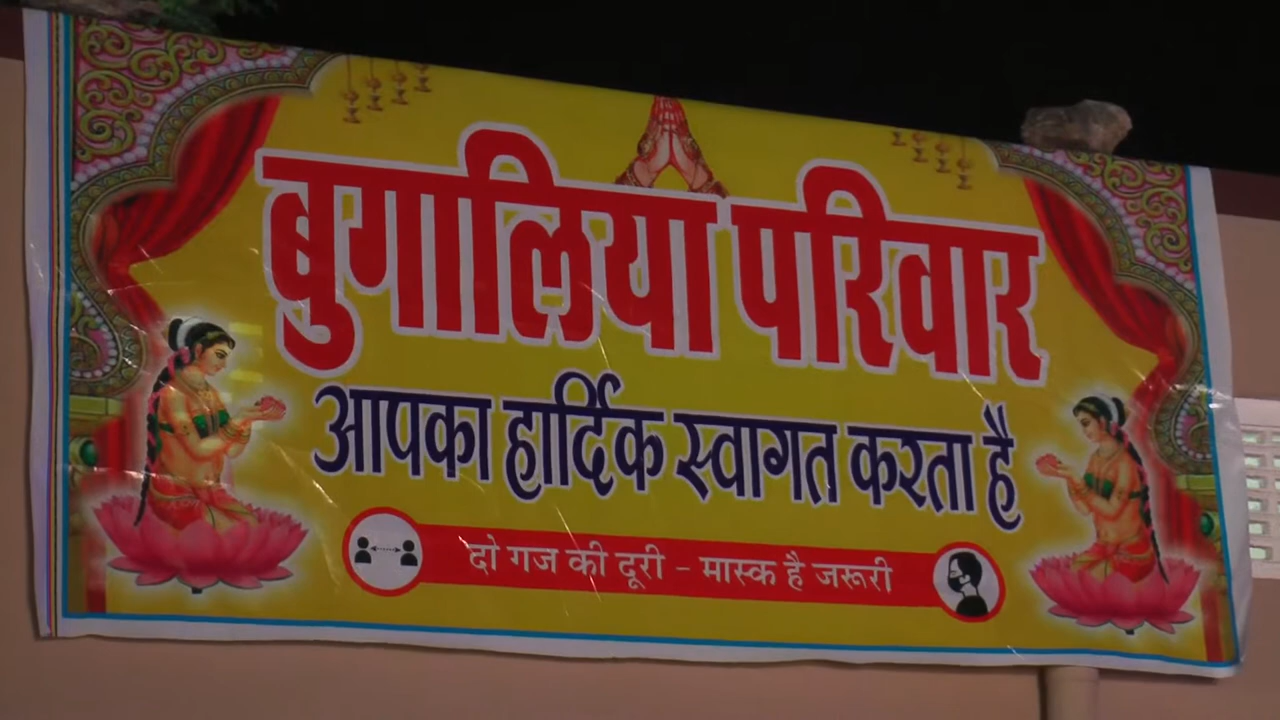 बुगालिया परिवार
आपका हार्दिक स्वागत करता है
दो गज की दूरी - मास्क है जरूरी